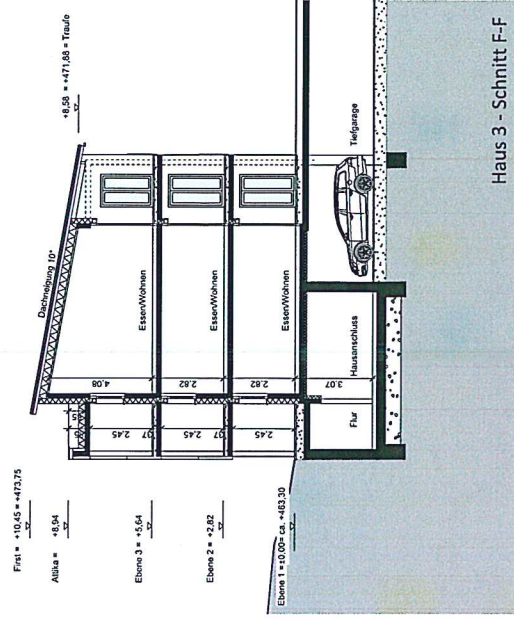 First = +10,45 = +473,75
Attika = +8,94
Ebene 3 = +5,64
Ebene 2 = +2,82
Ebene 1 = ±0,00= ca. +463,30
+8,58 = +471,88 = Traufe
Dachneigung 10°
4.08
2.82
2.82
3.07
2.45
37
2.45
37
2.45
Essen/Wohnen
Essen/Wohnen
Essen/Wohnen
Flur
Hausanschluss
Tiefgarage
Haus 3 - Schnitt F-F